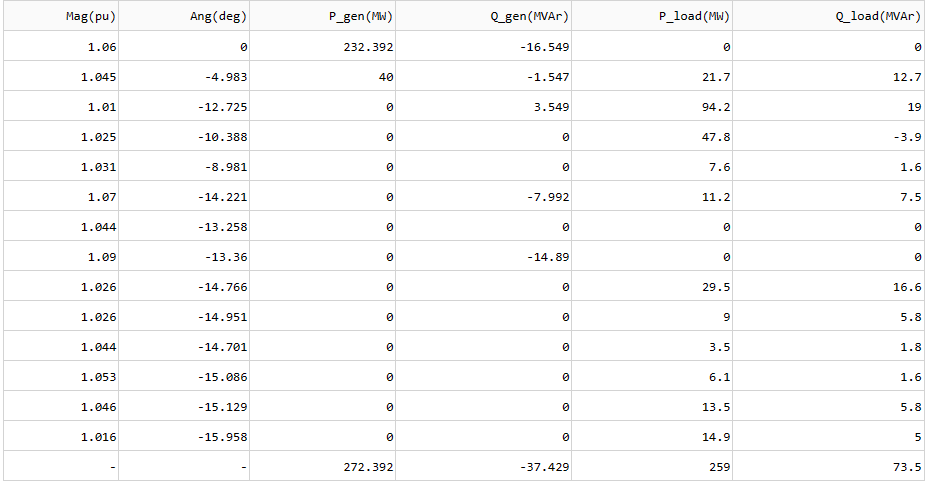 Mag(pu) Ang(deg) P_gen(MW) Q_gen(MVAr) P_load(MW) Q_load(MVAr)
1.06 0 232.392 -16.549 0 0
1.045 -4.983 40 -1.547 21.7 12.7
1.01 -12.725 0 3.549 94.2 19
1.025 -10.388 0 0 47.8 -3.9
1.031 -8.981 0 0 7.6 1.6
1.07 -14.221 0 -7.992 11.2 7.5
1.044 -13.258 0 0 0 0
1.09 -13.36 0 -14.89 0 0
1.026 -14.766 0 0 29.5 16.6
1.026 -14.951 0 0 9 5.8
1.044 -14.701 0 0 3.5 1.8
1.053 -15.086 0 0 6.1 1.6
1.046 -15.129 0 0 13.5 5.8
1.016 -15.958 0 0 14.9 5
- - 272.392 -37.429 259 73.5